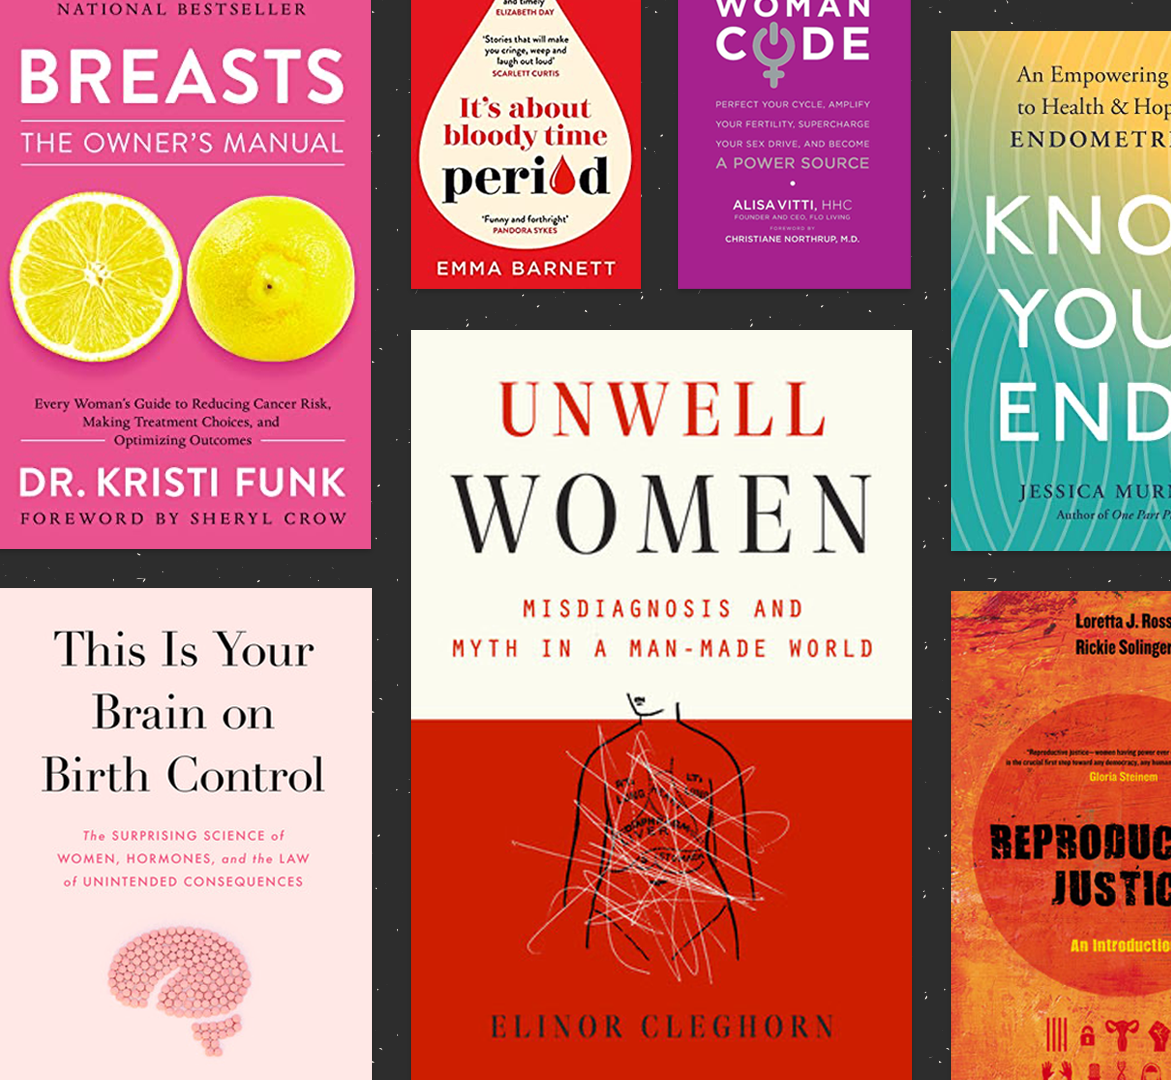 NATIONAL BESTSELLER
BREASTS
THE OWNER'S MANUAL
Every Woman's Guide to Reducing Cancer Risk,
Making Treatment Choices, and
Optimizing Outcomes
DR. KRISTI FUNK
FOREWORD BY SHERYL CROW
and timely
ELIZABETH DAY
'Stories that will make
you cringe, weep and
laugh out loud'
SCARLETT CURTIS
It's about
bloody time
period
'Funny and forthright'
PANDORA SYKES
EMMA BARNETT
WOMAN
CODE
PERFECT YOUR CYCLE, AMPLIFY
YOUR FERTILITY, SUPERCHARGE
YOUR SEX DRIVE, AND BECOME
A POWER SOURCE
ALISA VITTI, HHC
FOUNDER AND CEO, FLO LIVING
FOREWORD BY
CHRISTIANE NORTHRUP, M.D.
An Empowering
to Health & Hop
ENDOMETRI
KNO
YOU
END
JESSICA MURN
Author of One Part P
This Is Your
Brain on
Birth Control
The SURPRISING SCIENCE of
WOMEN, HORMONES, and the LAW
of UNINTENDED CONSEQUENCES
UNWELL
WOMEN
MISDIAGNOSIS AND
MYTH IN A MAN-MADE WORLD
ELINOR CLEGHORN
Loretta J. Ross
Rickie Solinger
"Reproductive justice—women having power over
is the crucial first step toward any democracy, any human
Gloria Steinem
REPRODUC
JUSTIC
An Introduction